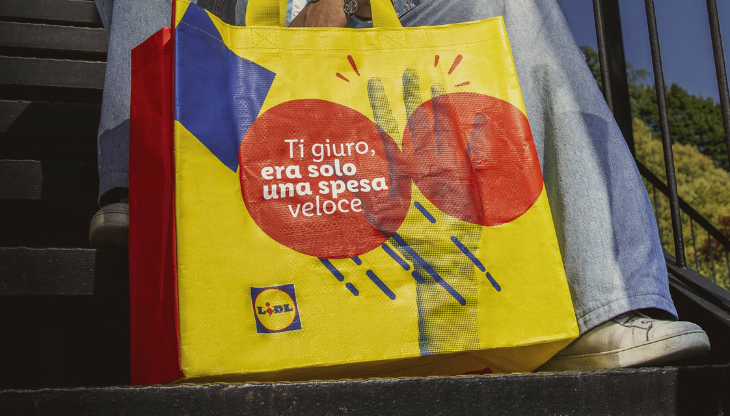 Ti giuro,
era solo
una spesa
veloce
LIDL